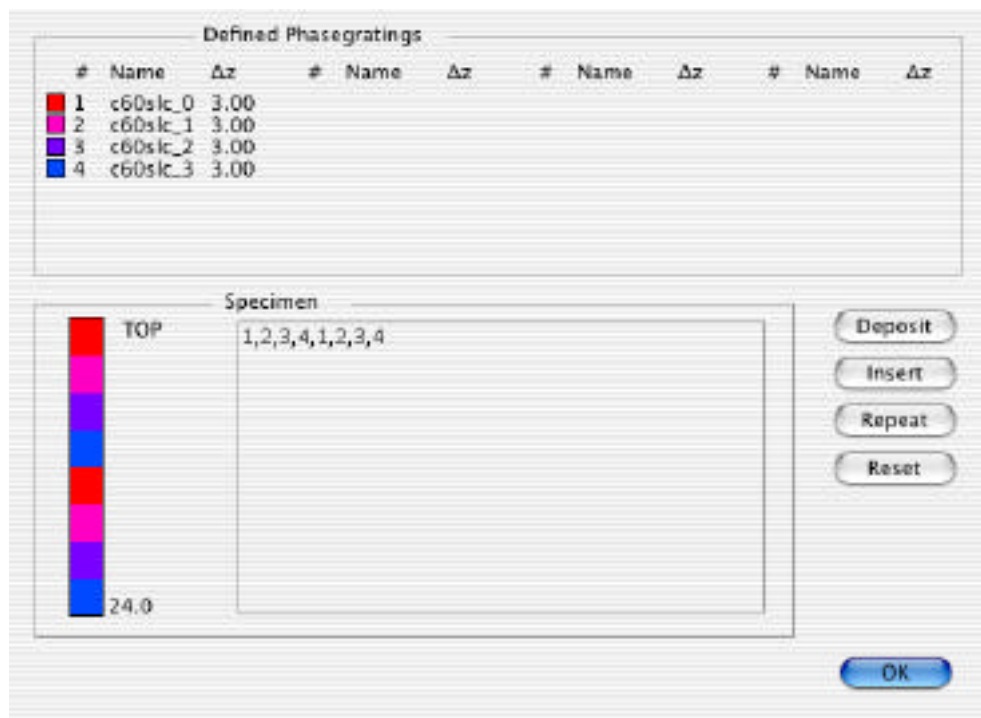 Defined Phasegratings
# Name Δz # Name Δz # Name Δz # Name Δz
1 c60slc_0 3.00
2 c60slc_1 3.00
3 c60slc_2 3.00
4 c60slc_3 3.00
Specimen
TOP
1,2,3,4,1,2,3,4
24.0
Deposit
Insert
Repeat
Reset
OK